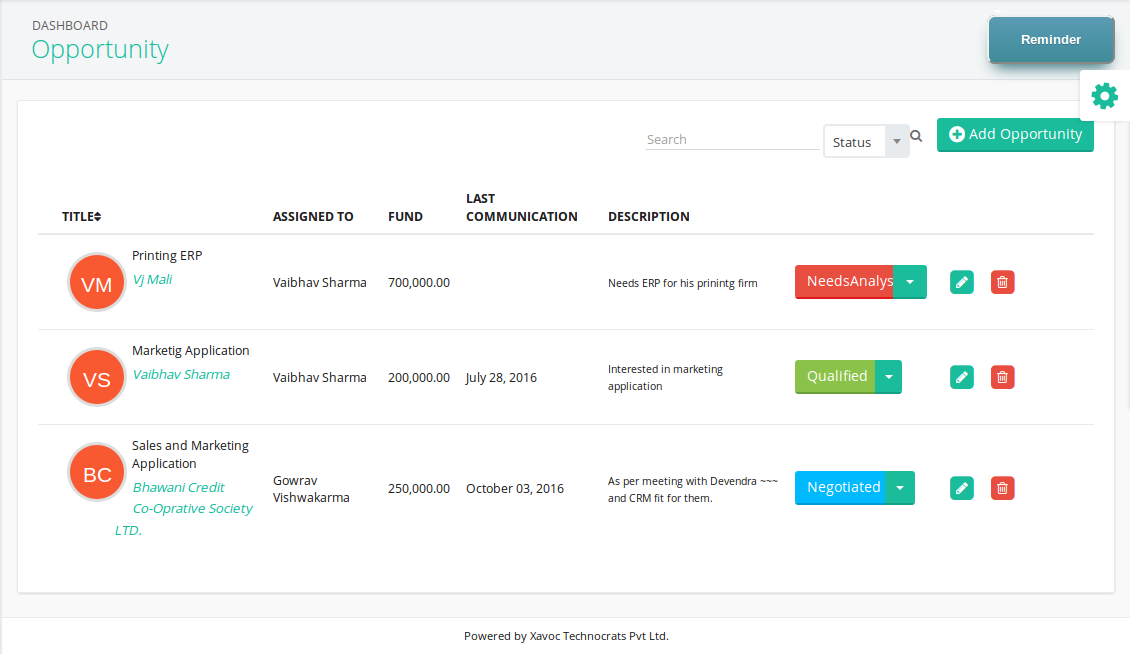 DASHBOARD
Opportunity
Reminder
Search
Status
Add Opportunity
TITLE
ASSIGNED TO
FUND
LAST
COMMUNICATION
DESCRIPTION
VM
Printing ERP
Vj Mali
Vaibhav Sharma
700,000.00
Needs ERP for his prinintg firm
NeedsAnalys
VS
Marketig Application
Vaibhav Sharma
Vaibhav Sharma
200,000.00
July 28, 2016
Interested in marketing
application
Qualified
BC
Sales and Marketing
Application
Bhawani Credit
Co-Oprative Society
LTD.
Gowrav
Vishwakarma
250,000.00
October 03, 2016
As per meeting with Devendra ~~~
and CRM fit for them.
Negotiated
Powered by Xavoc Technocrats Pvt Ltd.